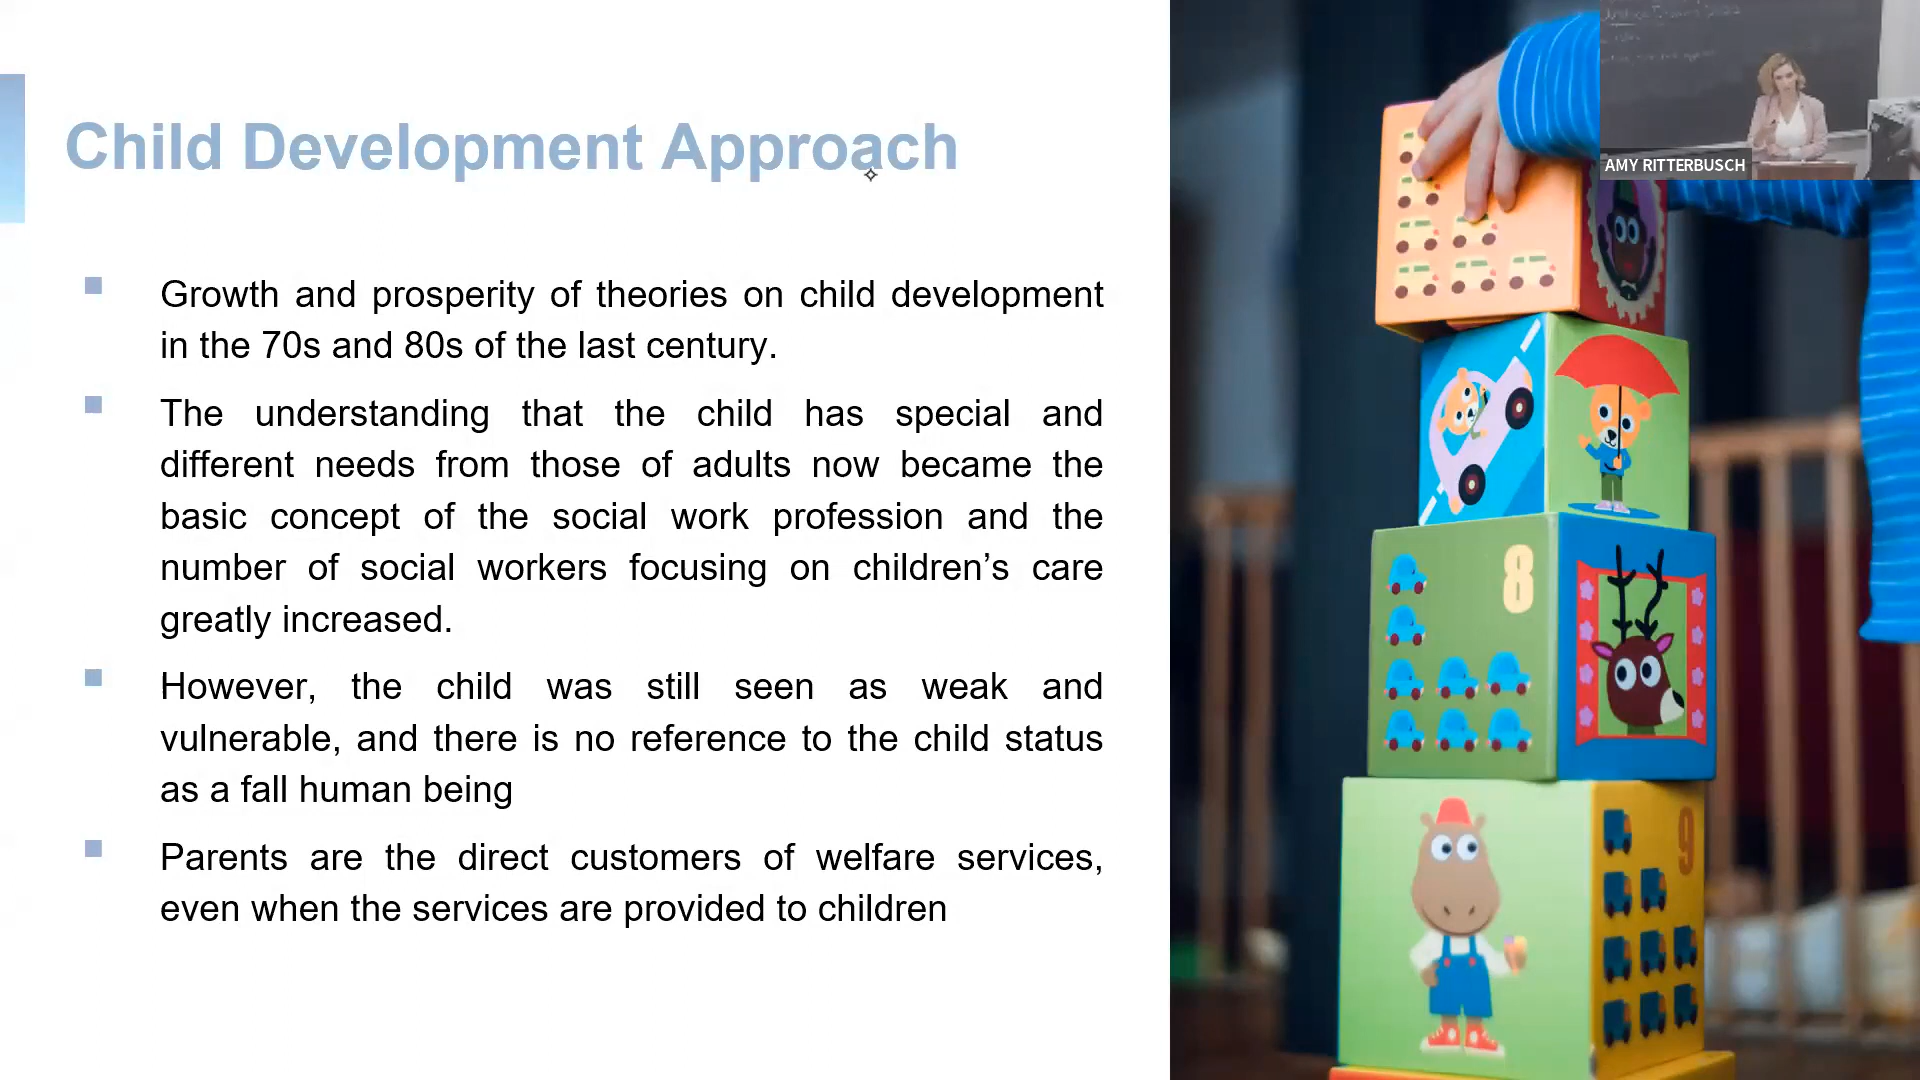 Child Development Approach
Growth and prosperity of theories on child development
in the 70s and 80s of the last century.
The understanding that the child has special and
different needs from those of adults now became the
basic concept of the social work profession and the
number of social workers focusing on children’s care
greatly increased.
However, the child was still seen as weak and
vulnerable, and there is no reference to the child status
as a fall human being
Parents are the direct customers of welfare services,
even when the services are provided to children
AMY RITTERBUSCH
8
9